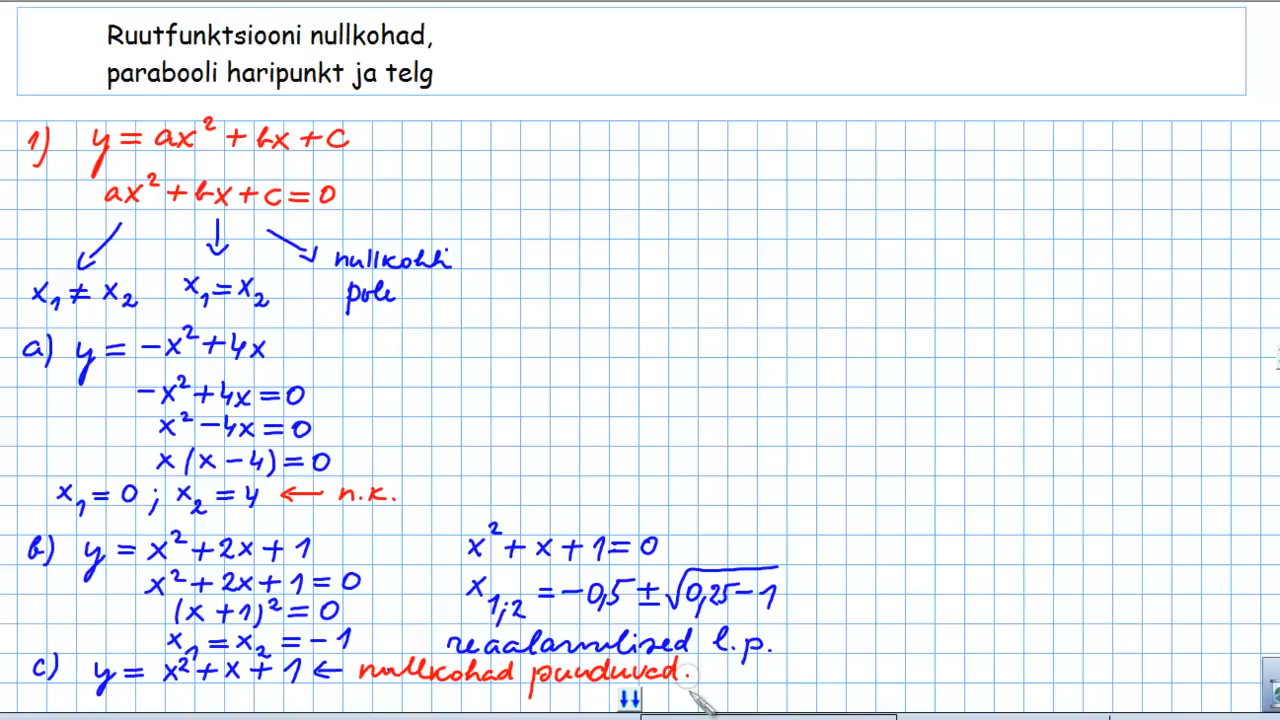 Ruutfunktsiooni nullkohad,
parabooli haripunkt ja telg
1) y = ax² + bx + c
ax² + bx + c = 0
x₁ ≠ x₂ x₁ = x₂ nullkohti
pole
a) y = -x² + 4x
-x² + 4x = 0
x² - 4x = 0
x(x - 4) = 0
x₁ = 0 ; x₂ = 4 ← n.k.
b) y = x² + 2x + 1
x² + 2x + 1 = 0
(x + 1)² = 0
x₁ = x₂ = -1
c) y = x² + x + 1 ← nullkohad puuduvad.
x² + x + 1 = 0
x₁;₂ = -0,5 ± √(0,25 - 1)
reaalarvulised l.p.